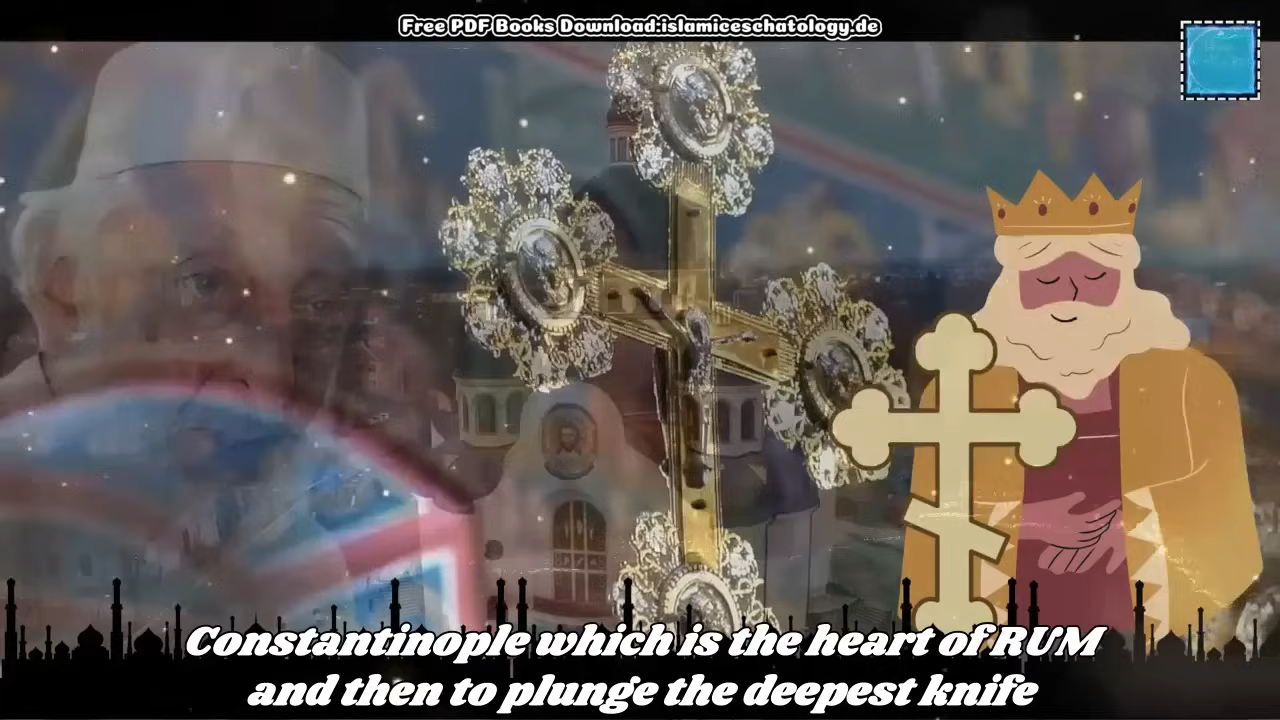 Free PDF Books Download:islamiceschatology.de
Constantinople which is the heart of RUM
and then to plunge the deepest knife